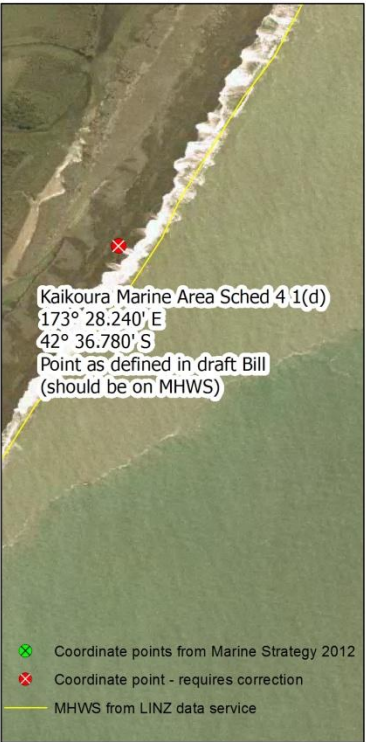 Kaikoura Marine Area Sched 4 1(d)
173° 28.240' E
42° 36.780' S
Point as defined in draft Bill
(should be on MHWS)
Coordinate points from Marine Strategy 2012
Coordinate point - requires correction
MHWS from LINZ data service